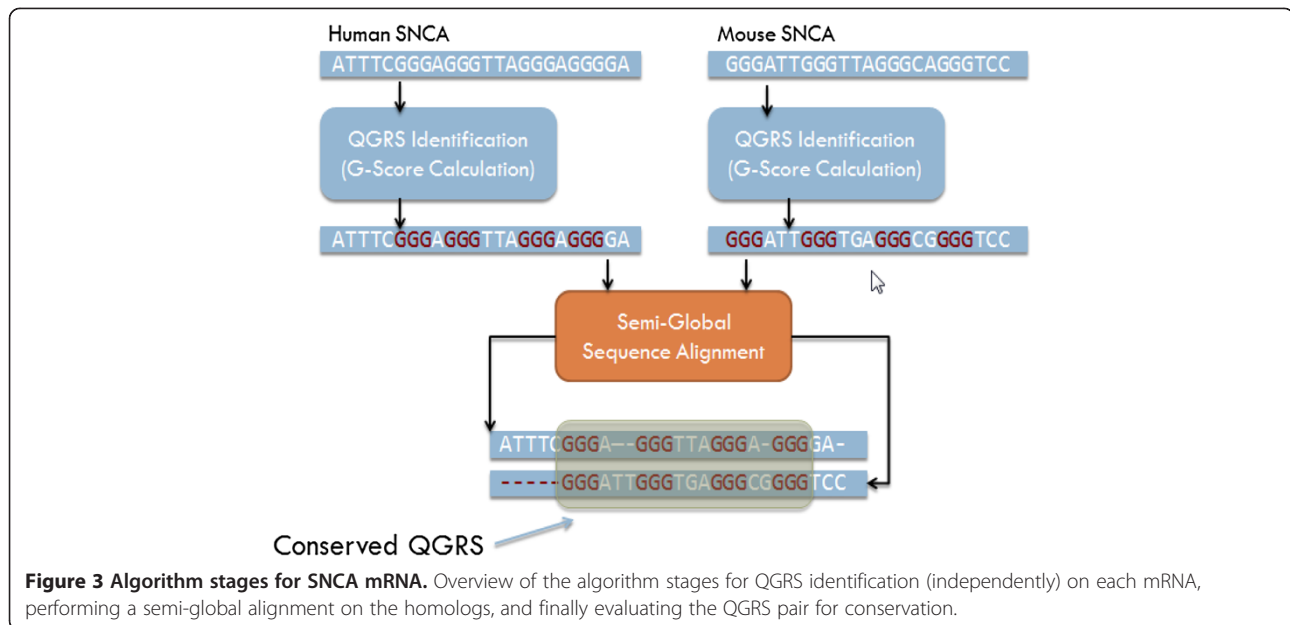 Human SNCA
Mouse SNCA
ATTTCGGGAGGGTTAGGGAGGGGA
GGGATTGGGTTAGGGCAGGGTCC
QGRS Identification
(G-Score Calculation)
QGRS Identification
(G-Score Calculation)
ATTTCGGGAGGGTTAGGGAGGGGA
GGGATTGGGTGAGGGCGGGGTCC
Semi-Global
Sequence Alignment
ATTTCGGGA--GGGTTAGGGA-GGGGA-
-----GGGATTGGGTGAGGGCGGGGTCC
Conserved QGRS
Figure 3 Algorithm stages for SNCA mRNA. Overview of the algorithm stages for QGRS identification (independently) on each mRNA,
performing a semi-global alignment on the homologs, and finally evaluating the QGRS pair for conservation.